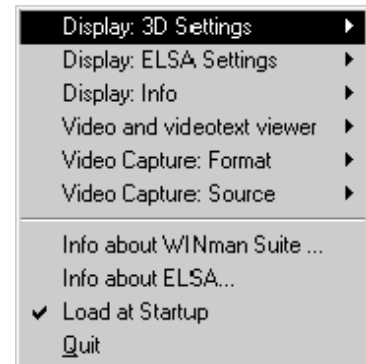 Display: 3D Settings
Display: ELSA Settings
Display: Info
Video and videotext viewer
Video Capture: Format
Video Capture: Source
Info about WINman Suite ...
Info about ELSA...
Load at Startup
Quit